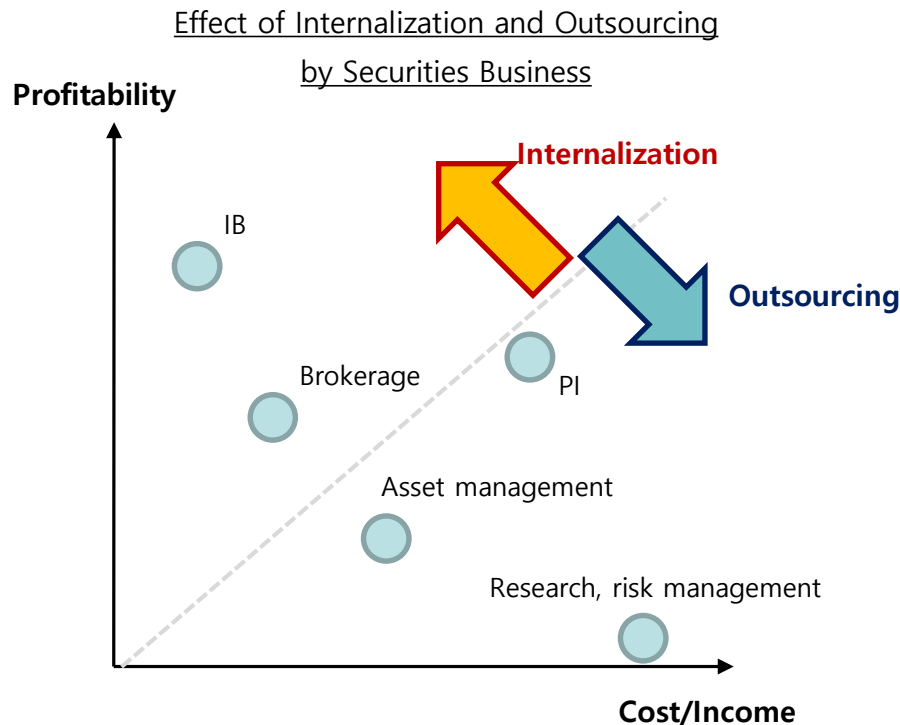 Effect of Internalization and Outsourcing
by Securities Business
Profitability
Internalization
IB
Outsourcing
Brokerage
PI
Asset management
Research, risk management
Cost/Income